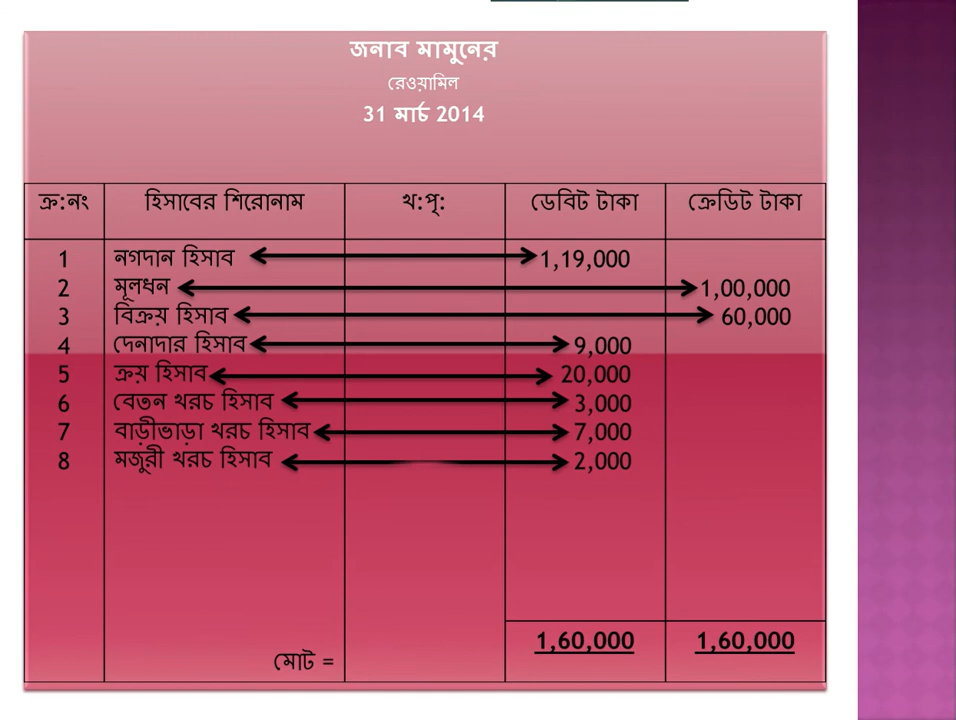 জনাব মামুনের
রেওয়ামিল
31 মার্চ 2014
ক্র:নং হিসাবের শিরোনাম খ:পৃ: ডেবিট টাকা ক্রেডিট টাকা
1 নগদান হিসাব 1,19,000
2 মূলধন 1,00,000
3 বিক্রয় হিসাব 60,000
4 দেনাদার হিসাব 9,000
5 ক্রয় হিসাব 20,000
6 বেতন খরচ হিসাব 3,000
7 বাড়ীভাড়া খরচ হিসাব 7,000
8 মজুরী খরচ হিসাব 2,000
মোট = 1,60,000 1,60,000